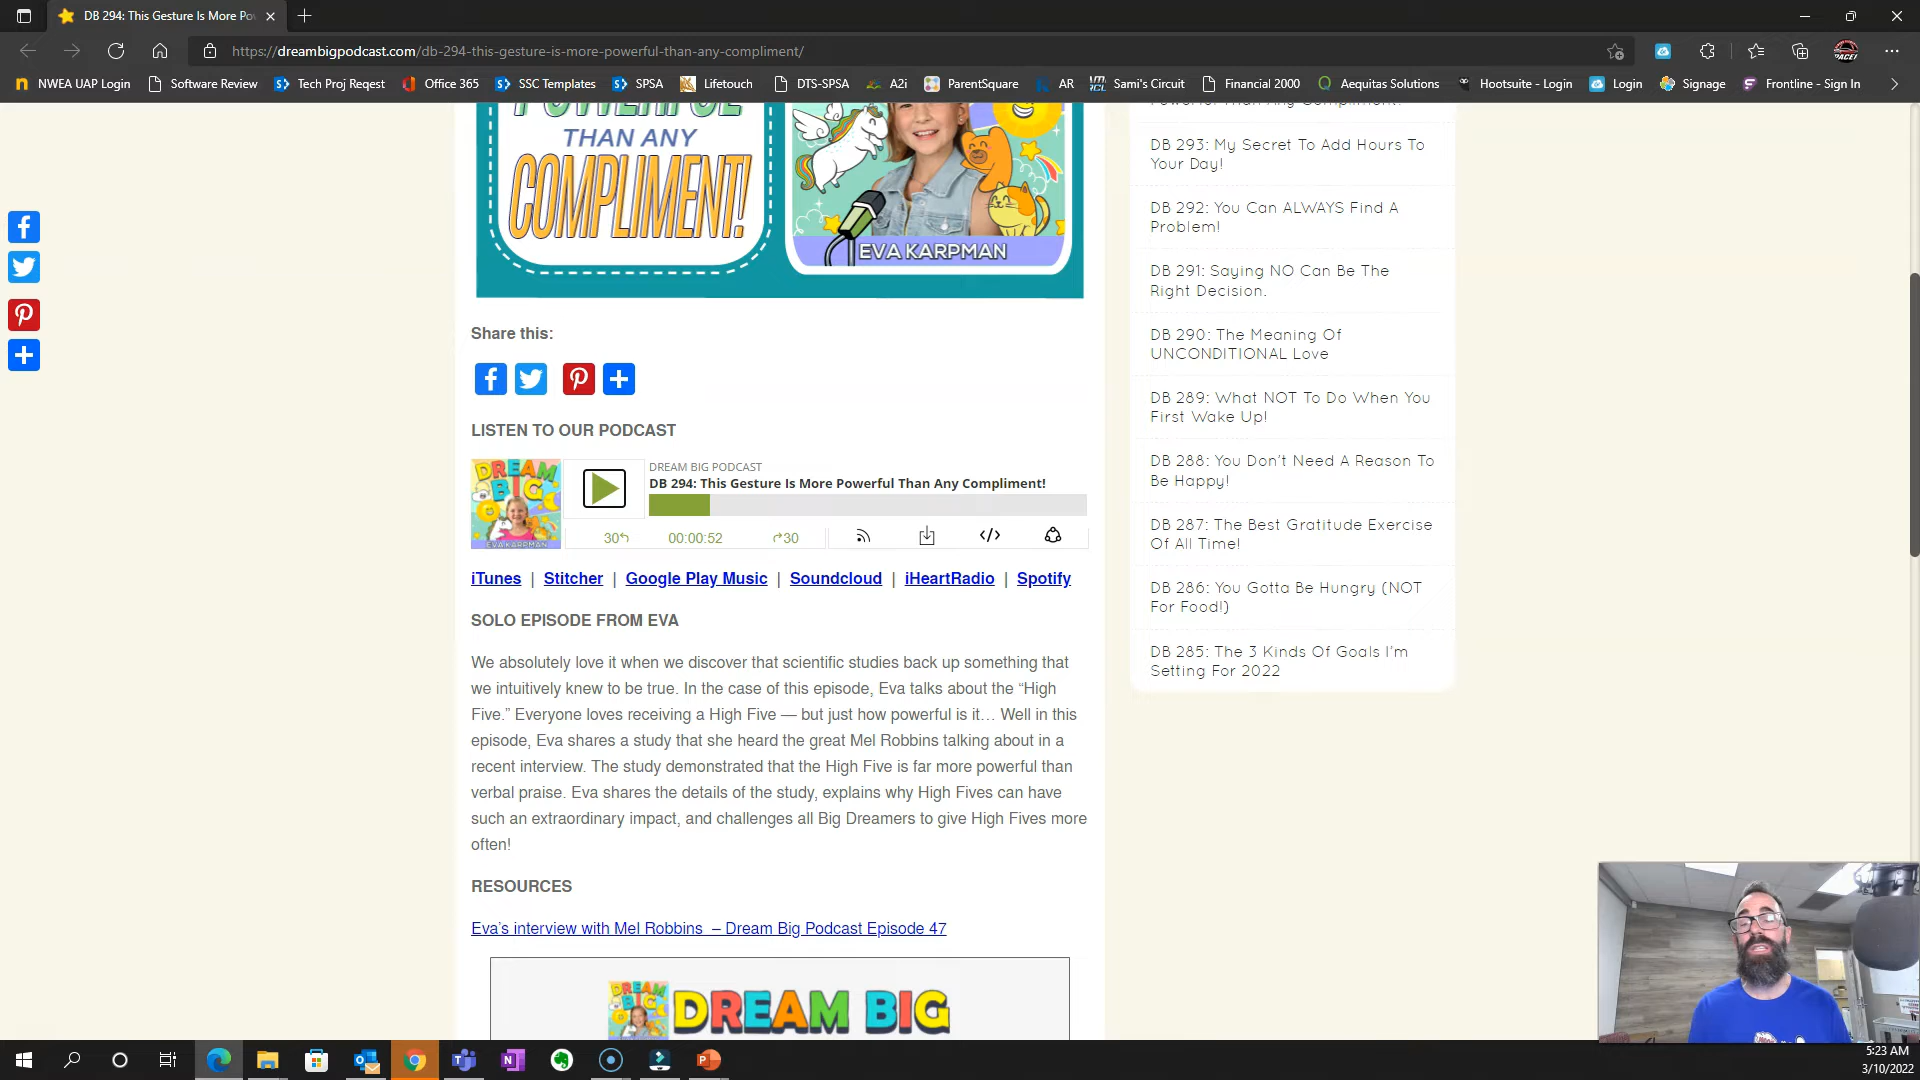 DB 294: This Gesture Is More Po
https://dreambigpodcast.com/db-294-this-gesture-is-more-powerful-than-any-compliment/
NWEA UAP Login
Software Review
Tech Proj Reqest
Office 365
SSC Templates
SPSA
Lifetouch
DTS-SPSA
A2i
ParentSquare
AR
Sami's Circuit
Financial 2000
Aequitas Solutions
Hootsuite - Login
Login
Signage
Frontline - Sign In
POWERFUL
THAN ANY
COMPLIMENT!
EVA KARPMAN
Share this:
LISTEN TO OUR PODCAST
DREAM BIG
EVA KARPMAN
DREAM BIG PODCAST
DB 294: This Gesture Is More Powerful Than Any Compliment!
30 00:00:52 30
iTunes | Stitcher | Google Play Music | Soundcloud | iHeartRadio | Spotify
SOLO EPISODE FROM EVA
We absolutely love it when we discover that scientific studies back up something that
we intuitively knew to be true. In the case of this episode, Eva talks about the “High
Five.” Everyone loves receiving a High Five — but just how powerful is it… Well in this
episode, Eva shares a study that she heard the great Mel Robbins talking about in a
recent interview. The study demonstrated that the High Five is far more powerful than
verbal praise. Eva shares the details of the study, explains why High Fives can have
such an extraordinary impact, and challenges all Big Dreamers to give High Fives more
often!
RESOURCES
Eva's interview with Mel Robbins – Dream Big Podcast Episode 47
DREAM BIG
DREAM BIG
Powerful Than Any Compliment!
DB 293: My Secret To Add Hours To
Your Day!
DB 292: You Can ALWAYS Find A
Problem!
DB 291: Saying NO Can Be The
Right Decision.
DB 290: The Meaning Of
UNCONDITIONAL Love
DB 289: What NOT To Do When You
First Wake Up!
DB 288: You Don't Need A Reason To
Be Happy!
DB 287: The Best Gratitude Exercise
Of All Time!
DB 286: You Gotta Be Hungry (NOT
For Food!)
DB 285: The 3 Kinds Of Goals I'm
Setting For 2022
5:23 AM
3/10/2022